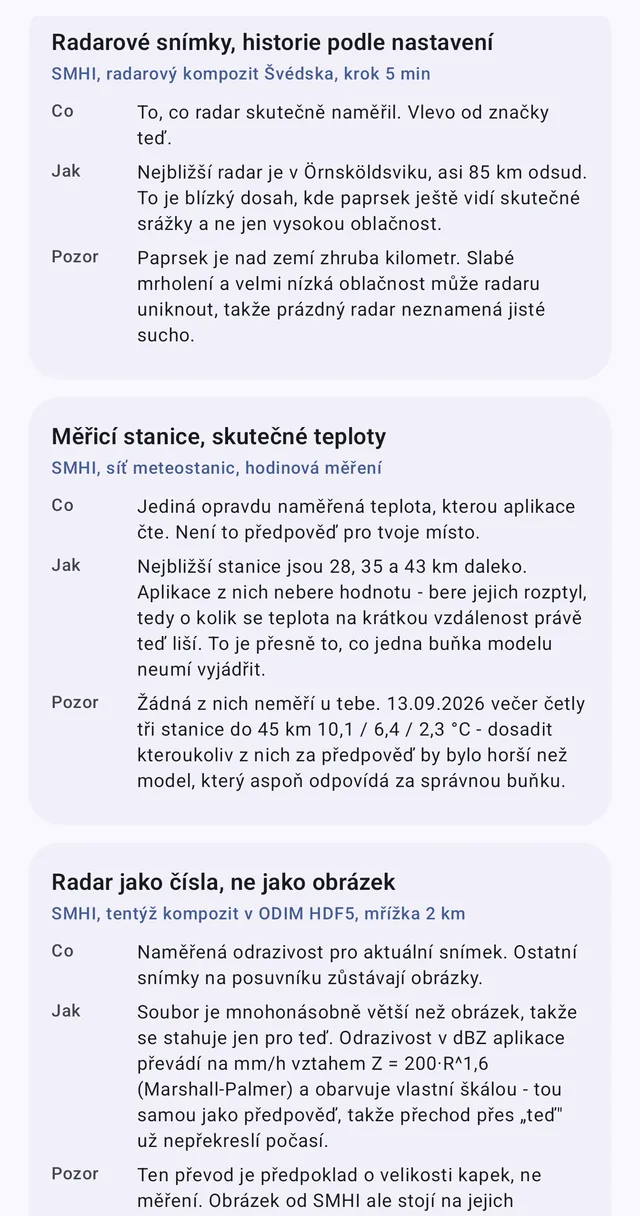 Radarové snímky, historie podle nastavení
SMHI, radarový kompozit Švédska, krok 5 min
Co
To, co radar skutečně naměřil. Vlevo od značky
teď.
Jak
Nejbližší radar je v Örnsköldsviku, asi 85 km odsud.
To je blízký dosah, kde paprsek ještě vidí skutečné
srážky a ne jen vysokou oblačnost.
Pozor
Paprsek je nad zemí zhruba kilometr. Slabé
mrholení a velmi nízká oblačnost může radaru
uniknout, takže prázdný radar neznamená jisté
sucho.
Měřicí stanice, skutečné teploty
SMHI, síť meteostanic, hodinová měření
Co
Jediná opravdu naměřená teplota, kterou aplikace
čte. Není to předpověď pro tvoje místo.
Jak
Nejbližší stanice jsou 28, 35 a 43 km daleko.
Aplikace z nich nebere hodnotu - bere jejich rozptyl,
tedy o kolik se teplota na krátkou vzdálenost právě
teď liší. To je přesně to, co jedna buňka modelu
neumí vyjádřit.
Pozor
Žádná z nich neměří u tebe. 13.09.2026 večer četly
tři stanice do 45 km 10,1 / 6,4 / 2,3 °C - dosadit
kteroukoliv z nich za předpověď by bylo horší než
model, který aspoň odpovídá za správnou buňku.
Radar jako čísla, ne jako obrázek
SMHI, tentýž kompozit v ODIM HDF5, mřížka 2 km
Co
Naměřená odrazivost pro aktuální snímek. Ostatní
snímky na posuvníku zůstávají obrázky.
Jak
Soubor je mnohonásobně větší než obrázek, takže
se stahuje jen pro teď. Odrazivost v dBZ aplikace
převádí na mm/h vztahem Z = 200·R^1,6
(Marshall-Palmer) a obarvuje vlastní škálou - tou
samou jako předpověď, takže přechod přes „teď"
už nepřekreslí počasí.
Pozor
Ten převod je předpoklad o velikosti kapek, ne
měření. Obrázek od SMHI ale stojí na jejich